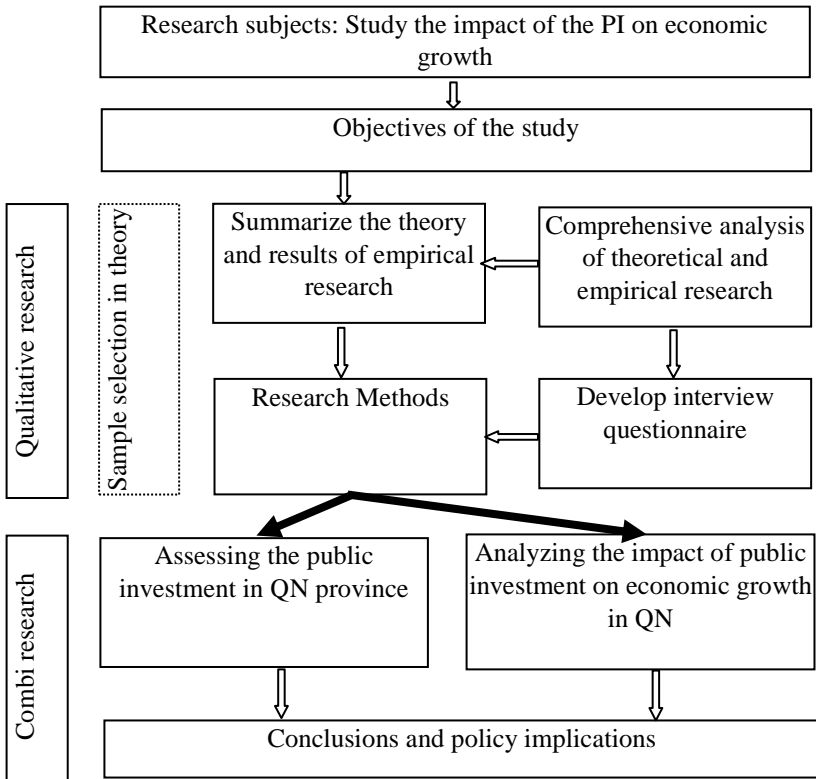 Research subjects: Study the impact of the PI on economic
growth
Objectives of the study
Qualitative research
Sample selection in theory
Summarize the theory
and results of empirical
research
Comprehensive analysis
of theoretical and
empirical research
Research Methods
Develop interview
questionnaire
Combi research
Assessing the public
investment in QN province
Analyzing the impact of public
investment on economic growth
in QN
Conclusions and policy implications